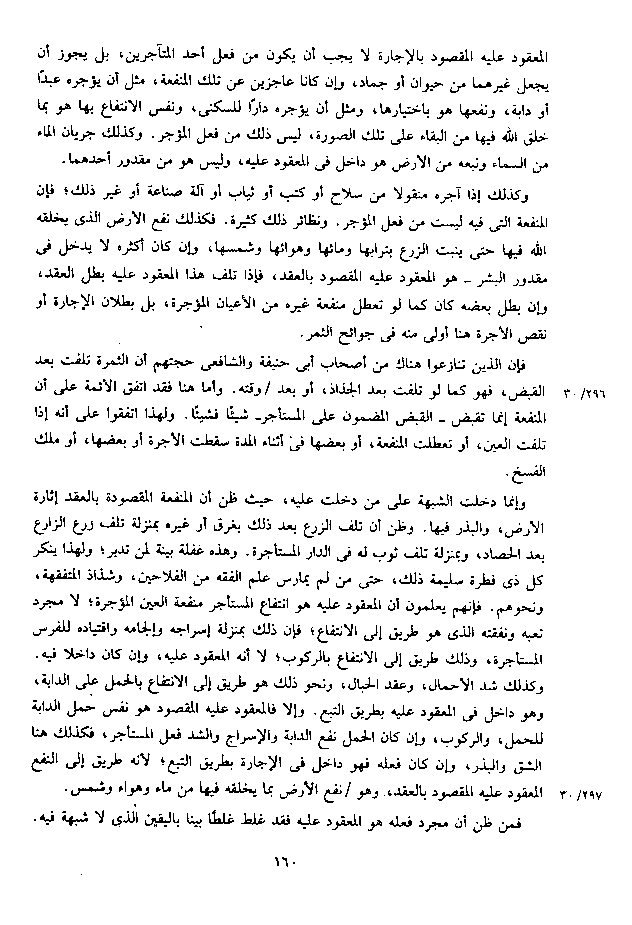 المعقود عليه المقصود بالإجارة لا يجب أن يكون من فعل أحد المتآجرين، بل يجوز أن
يجعل غيرهما من حيوان أو جماد، وإن كانا عاجزين عن تلك المنفعة، مثل أن يؤجره عبدًا
أو دابة، ونفعها هو باختيارها، ومثل أن يؤجره دارًا للسكنى، ونفس الانتفاع بها هو بما
خلق الله فيها من البقاء على تلك الصورة، ليس ذلك من فعل المؤجر. وكذلك جريان الماء
من السماء ونبعه من الأرض هو داخل فى المعقود عليه، وليس هو من مقدور أحدهما.
وكذلك إذا آجره منقولا من سلاح أو كتب أو ثياب أو آلة صناعة أو غير ذلك؛ فإن
المنفعة التى فيه ليست من فعل المؤجر. ونظائر ذلك كثيرة. فكذلك نفع الأرض الذى يخلقه
الله فيها حتى ينبت الزرع بترابها ومائها وهوائها وشمسها، وإن كان أكثره لا يدخل فى
مقدور البشر ــ هو المعقود عليه المقصود بالعقد، فإذا تلف هذا المعقود عليه بطل العقد،
وإن بطل بعضه كان كما لو تعطل منفعة غيره من الأعيان المؤجرة، بل بطلان الإجارة أو
نقص الأجرة هنا أولى منه فى جوائح الثمر.
فإن الذين تنازعوا هناك من أصحاب أبى حنيفة والشافعى حجتهم أن الثمرة تلفت بعد
٣٠/٢٩٦ القبض، فهو كما لو تلفت بعد الجذاذ، أو بعد /وقته. وأما هنا فقد اتفق الأئمة على أن
المنفعة إنما تقبض ــ القبض المضمون على المستأجرــ شيئًا فشيئًا. ولهذا اتفقوا على أنه إذا
تلفت العين، أو تعطلت المنفعة، أو بعضها فى أثناء المدة سقطت الأجرة أو بعضها، أو ملك
الفسخ.
وإنما دخلت الشبهة على من دخلت عليه، حيث ظن أن المنفعة المقصودة بالعقد إثارة
الأرض، والبذر فيها. وظن أن تلف الزرع بعد ذلك بغرق أو غيره بمنزلة تلف زرع الزارع
بعد الحصاد، وبمنزلة تلف ثوب له فى الدار المستأجرة. وهذه غفلة بينة لمن تدبر؛ ولهذا ينكر
كل ذى فطرة سليمة ذلك، حتى من لم يمارس علم الفقه من الفلاحين، وشذاذ المتفقهة،
ونحوهم. فإنهم يعلمون أن المعقود عليه هو انتفاع المستأجر منفعة العين المؤجرة؛ لا مجرد
تعبه ونفقته الذى هو طريق إلى الانتفاع؛ فإن ذلك بمنزلة إسراجه وإلجامه واقتياده للفرس
المستأجرة، وذلك طريق إلى الانتفاع بالركوب؛ لا أنه المعقود عليه، وإن كان داخلا فيه.
وكذلك شد الأحمال، وعقد الحبال، ونحو ذلك هو طريق إلى الانتفاع بالحمل على الدابة،
وهو داخل فى المعقود عليه بطريق التبع. وإلا فالمعقود عليه المقصود هو نفس حمل الدابة
للحمل، والركوب، وإن كان الحمل نفع الدابة والإسراج والشد فعل المستأجر، فكذلك هنا
الشق والبذر، وإن كان فعله فهو داخل فى الإجارة بطريق التبع؛ لأنه طريق إلى النفع
٣٠/٢٩٧ المعقود عليه المقصود بالعقد، وهو /نفع الأرض بما يخلقه فيها من ماء وهواء وشمس.
فمن ظن أن مجرد فعله هو المعقود عليه فقد غلط غلطًا بينا باليقين الذى لا شبهة فيه.
١٦٠